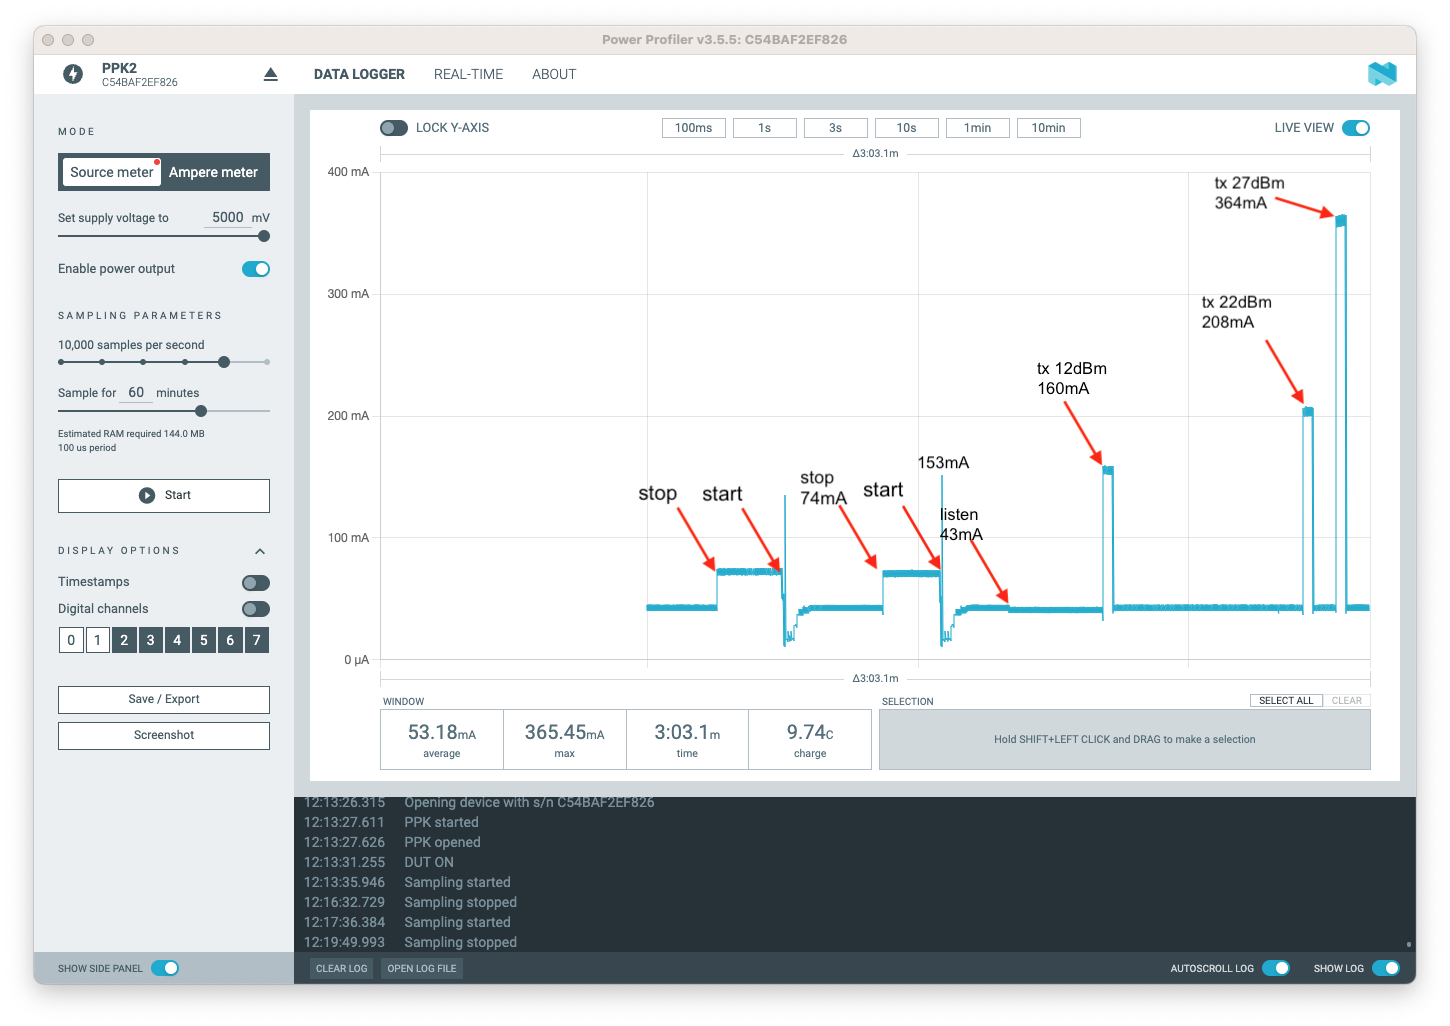 Power Profiler v3.5.5: C54BAF2EF826
PPK2
C54BAF2EF826
DATA LOGGER
REAL-TIME
ABOUT
MODE
Source meter
Ampere meter
Set supply voltage to 5000 mV
Enable power output
SAMPLING PARAMETERS
10,000 samples per second
Sample for 60 minutes
Estimated RAM required 144.0 MB
100 us period
Start
DISPLAY OPTIONS
Timestamps
Digital channels
0 1 2 3 4 5 6 7
Save / Export
Screenshot
SHOW SIDE PANEL
LOCK Y-AXIS
100ms
1s
3s
10s
1min
10min
LIVE VIEW
Δ3:03.1m
400 mA
300 mA
200 mA
100 mA
0 µA
stop
start
stop
74mA
start
153mA
listen
43mA
tx 12dBm
160mA
tx 22dBm
208mA
tx 27dBm
364mA
Δ3:03.1m
WINDOW
53.18mA
average
365.45mA
max
3:03.1m
time
9.74C
charge
SELECTION
SELECT ALL
CLEAR
Hold SHIFT+LEFT CLICK and DRAG to make a selection
12:13:26.315 Opening device with s/n C54BAF2EF826
12:13:27.611 PPK started
12:13:27.626 PPK opened
12:13:31.255 DUT ON
12:13:35.946 Sampling started
12:16:32.729 Sampling stopped
12:17:36.384 Sampling started
12:19:49.993 Sampling stopped
CLEAR LOG
OPEN LOG FILE
AUTOSCROLL LOG
SHOW LOG